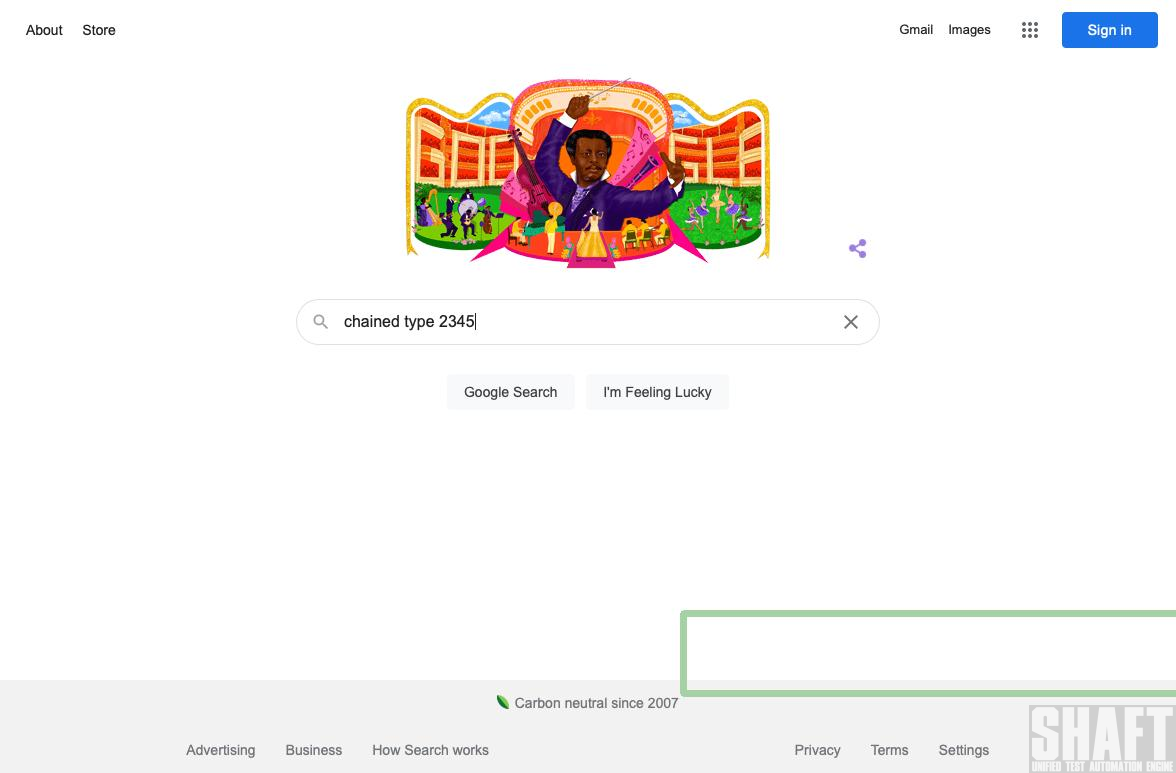 About Store
Gmail Images
Sign in
chained type 2345
Google Search
I'm Feeling Lucky
Carbon neutral since 2007
Advertising Business How Search works
Privacy Terms Settings
SHAFT
UNIFIED TEST AUTOMATION ENGINE